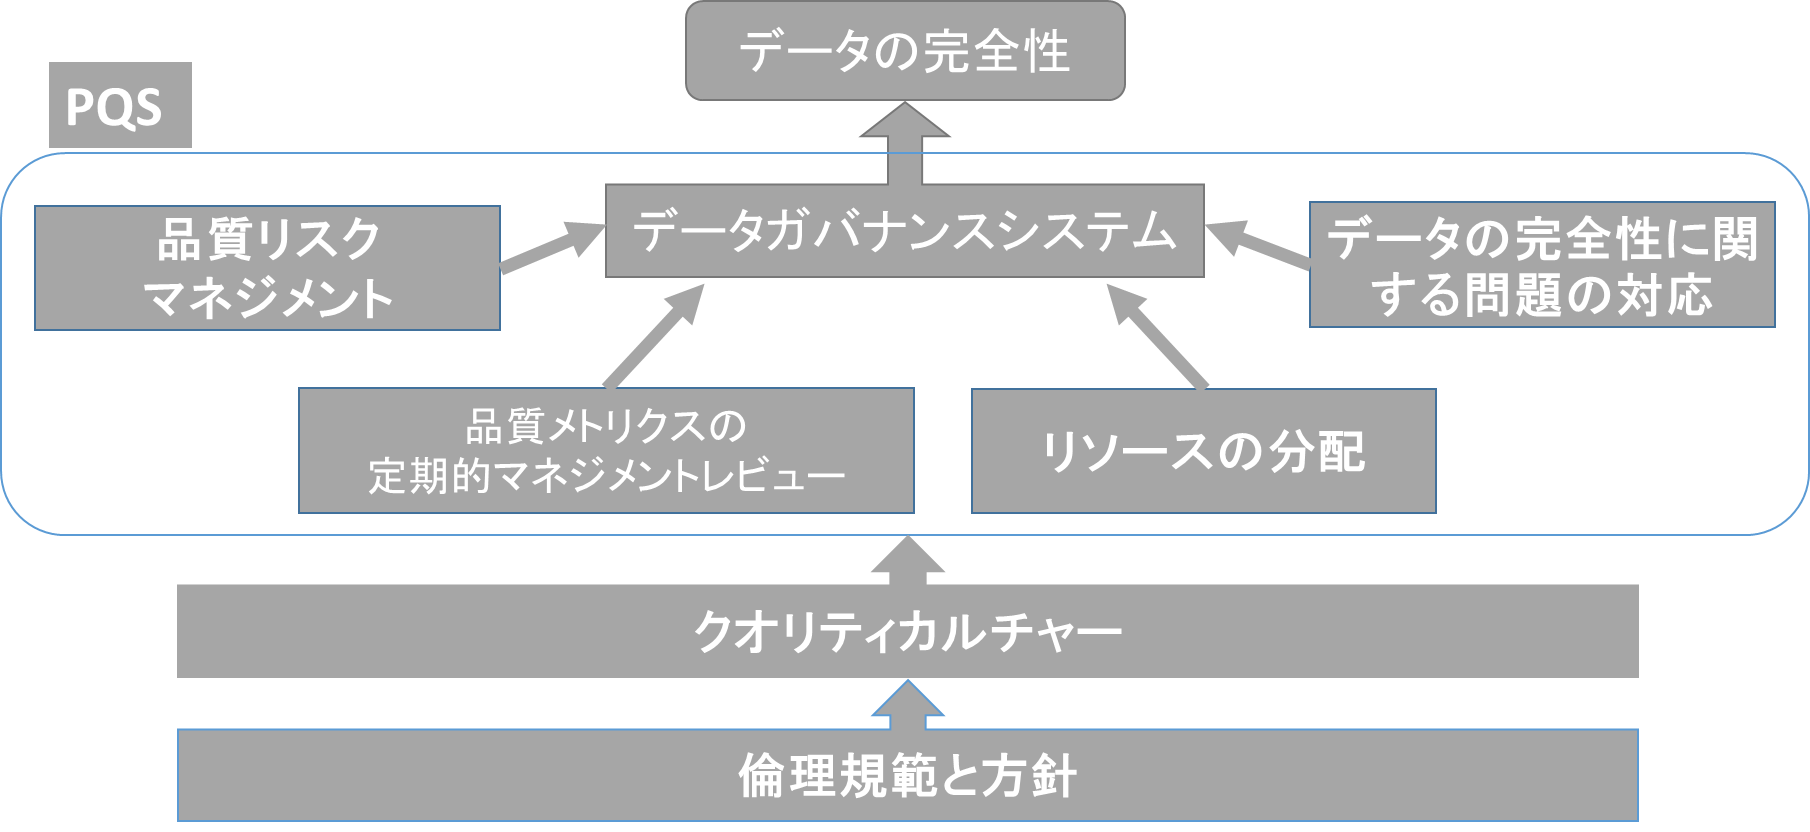 データの完全性
PQS
データガバナンスシステム
品質リスク
マネジメント
データの完全性に関
する問題の対応
品質メトリクスの
定期的マネジメントレビュー
リソースの分配
クオリティカルチャー
倫理規範と方針